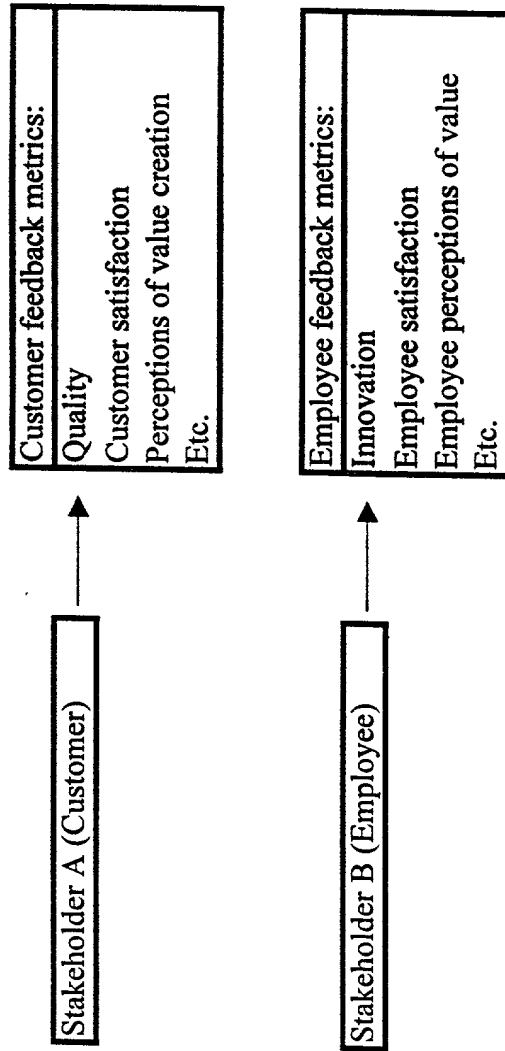 Stakeholder A (Customer)
Customer feedback metrics:
Quality
Customer satisfaction
Perceptions of value creation
Etc.
Stakeholder B (Employee)
Employee feedback metrics:
Innovation
Employee satisfaction
Employee perceptions of value
Etc.